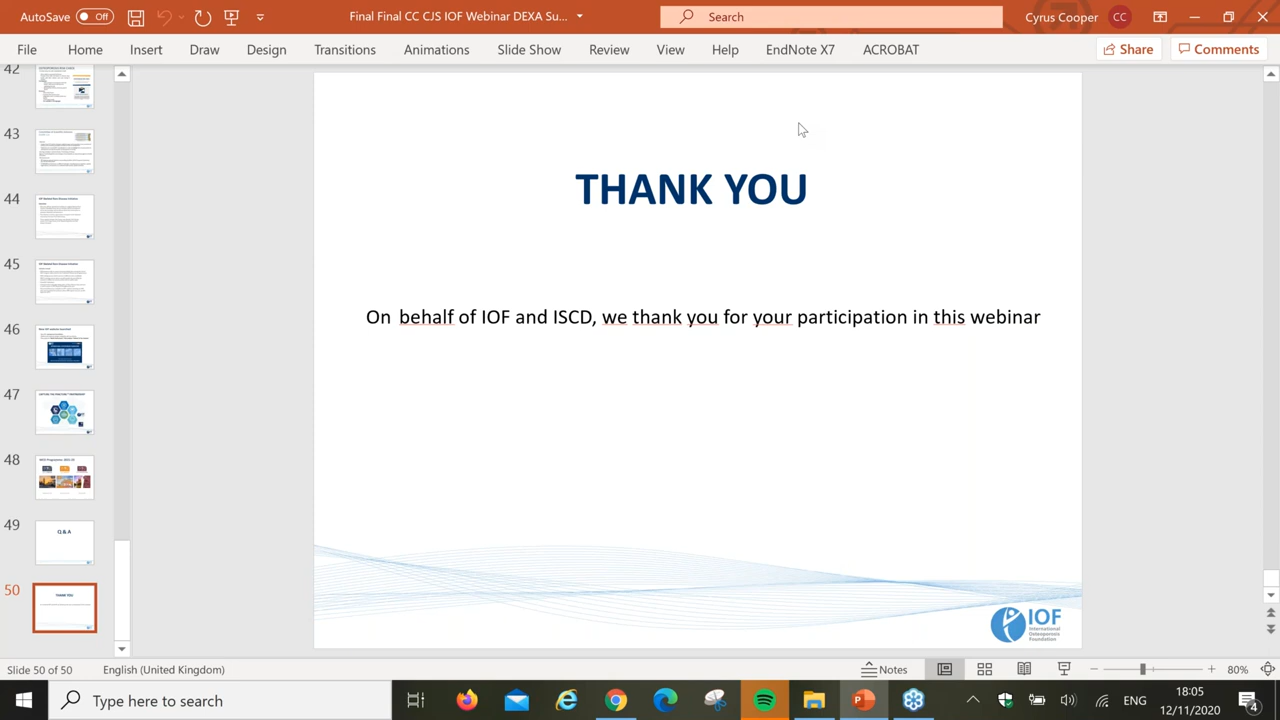 AutoSave Off
Final Final CC CJS IOF Webinar DEXA Su...
Search
Cyrus Cooper CC
File Home Insert Draw Design Transitions Animations Slide Show Review View Help EndNote X7 ACROBAT
Share Comments
42
43
44
45
46
47
48
49
Q & A
50
THANK YOU
THANK YOU
On behalf of IOF and ISCD, we thank you for your participation in this webinar
IOF
International
Osteoporosis
Foundation
Slide 50 of 50 English (United Kingdom)
Notes
80%
Type here to search
ENG
18:05
12/11/2020
4